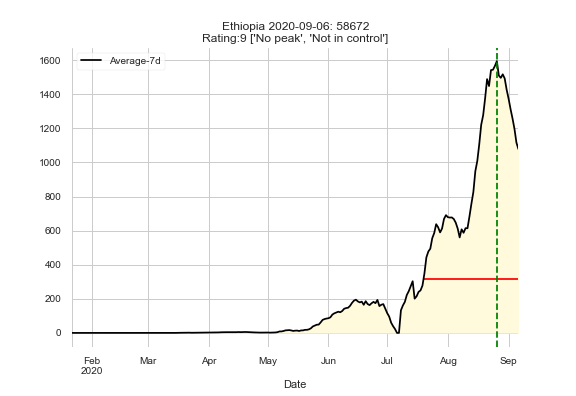 Ethiopia 2020-09-06: 58672
Rating:9 ['No peak', 'Not in control']
Average-7d
1600
1400
1200
1000
800
600
400
200
0
Feb Mar Apr May Jun Jul Aug Sep
2020
Date